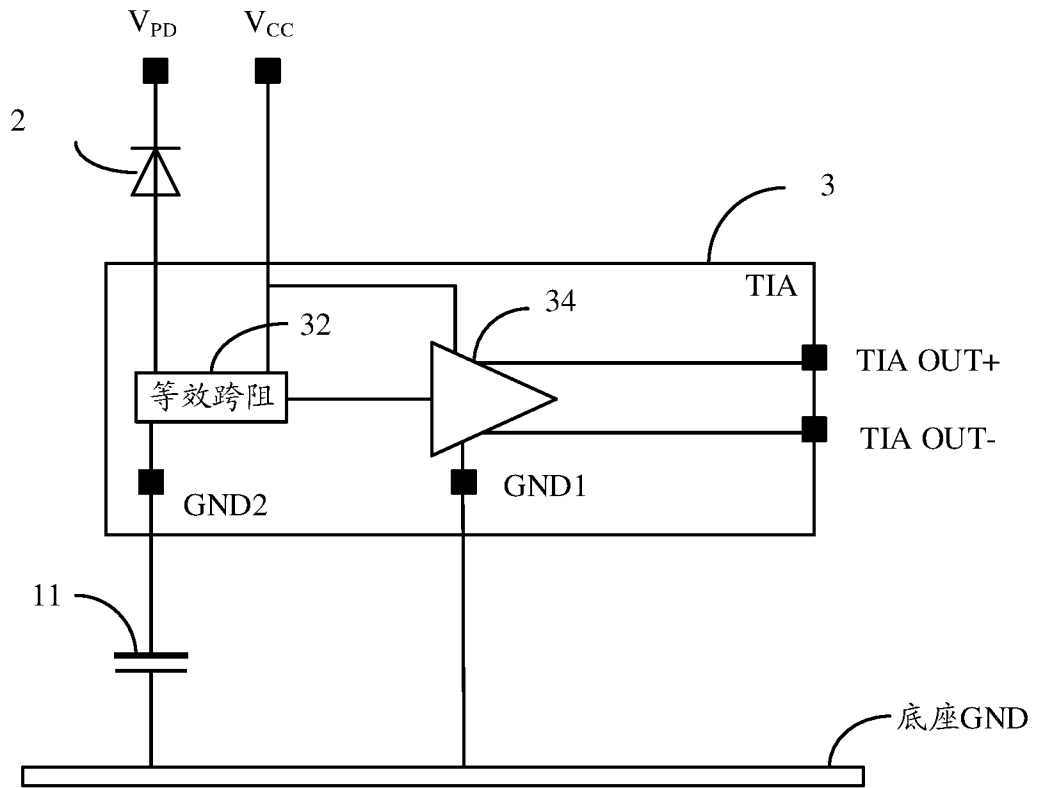 V_PD V_CC
2
3
TIA
34
32
TIA OUT+
等效跨阻
TIA OUT-
GND2
GND1
11
底座GND